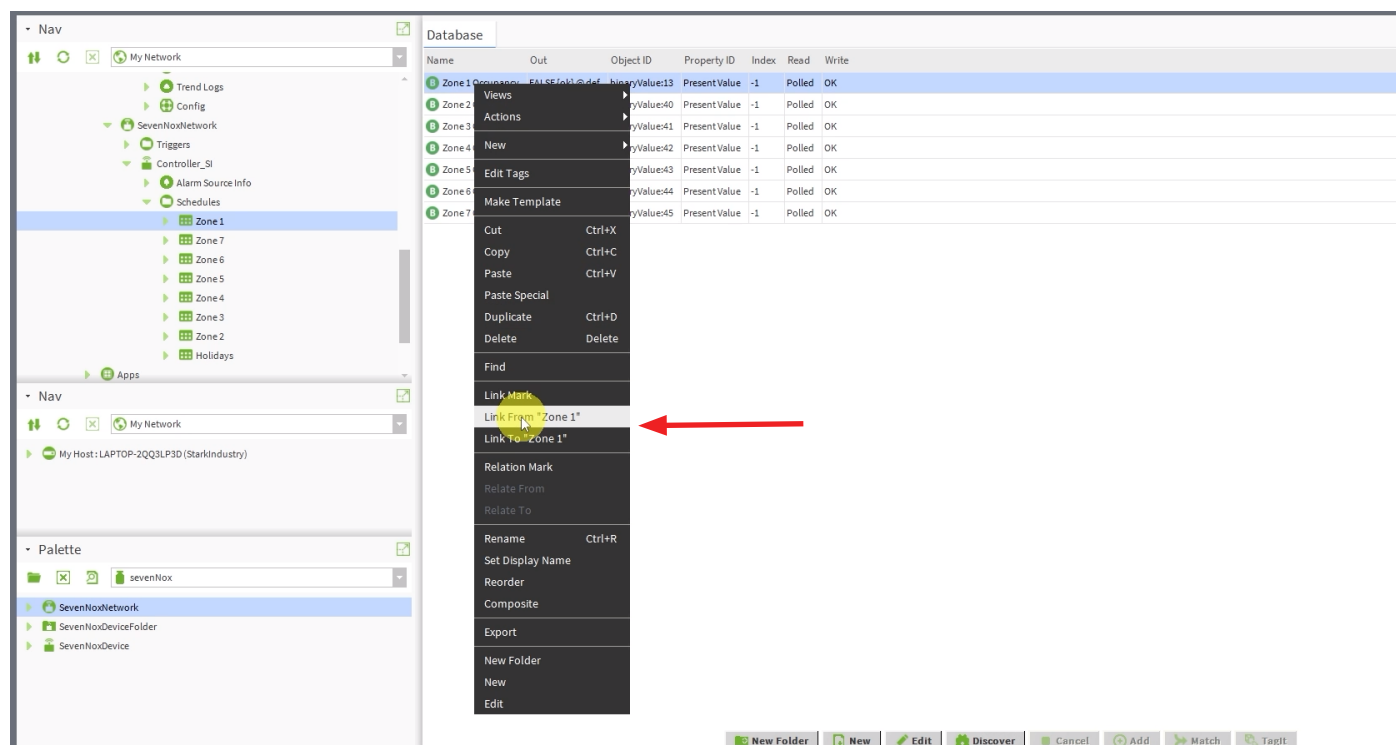 Nav
My Network
Trend Logs
Config
SevenNoxNetwork
Triggers
Controller_SI
Alarm Source Info
Schedules
Zone 1
Zone 7
Zone 6
Zone 5
Zone 4
Zone 3
Zone 2
Holidays
Apps
Nav
My Network
My Host : LAPTOP-2QQ3LP3D (StarkIndustry)
Palette
sevenNox
SevenNoxNetwork
SevenNoxDeviceFolder
SevenNoxDevice
Database
Name Out Object ID Property ID Index Read Write
Zone 1 Occupancy FALSE {ok} @ def binaryValue:13 Present Value -1 Polled OK
Zone 2 ryValue:40 Present Value -1 Polled OK
Zone 3 ryValue:41 Present Value -1 Polled OK
Zone 4 ryValue:42 Present Value -1 Polled OK
Zone 5 ryValue:43 Present Value -1 Polled OK
Zone 6 ryValue:44 Present Value -1 Polled OK
Zone 7 ryValue:45 Present Value -1 Polled OK
Views
Actions
New
Edit Tags
Make Template
Cut Ctrl+X
Copy Ctrl+C
Paste Ctrl+V
Paste Special
Duplicate Ctrl+D
Delete Delete
Find
Link Mark
Link From "Zone 1"
Link To "Zone 1"
Relation Mark
Relate From
Relate To
Rename Ctrl+R
Set Display Name
Reorder
Composite
Export
New Folder
New
Edit
New Folder New Edit Discover Cancel Add Match TagIt